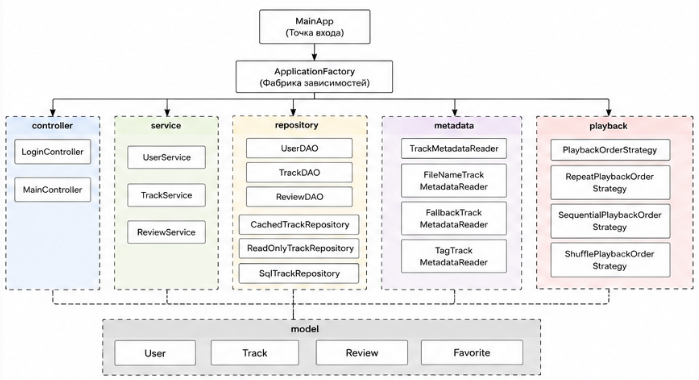 MainApp
(Точка входа)
ApplicationFactory
(Фабрика зависимостей)
controller
LoginController
MainController
service
UserService
TrackService
ReviewService
repository
UserDAO
TrackDAO
ReviewDAO
CachedTrackRepository
ReadOnlyTrackRepository
SqlTrackRepository
metadata
TrackMetadataReader
FileNameTrack
MetadataReader
FallbackTrack
MetadataReader
TagTrack
MetadataReader
playback
PlaybackOrderStrategy
RepeatPlaybackOrder
Strategy
SequentialPlaybackOrder
Strategy
ShufflePlaybackOrder
Strategy
model
User
Track
Review
Favorite